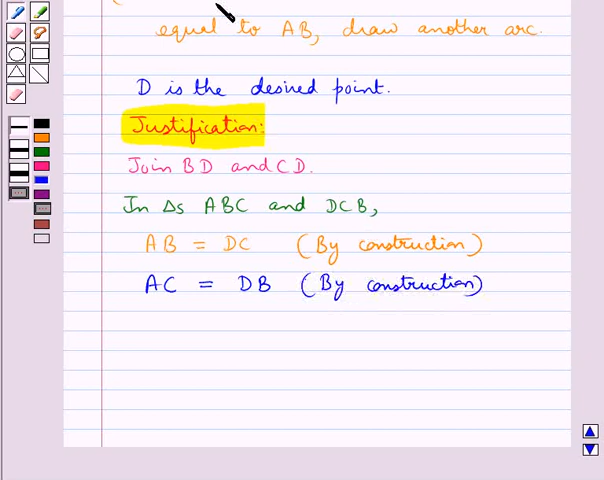 equal to AB, draw another arc.
D is the desired point.
Justification:
Join BD and CD.
In Δs ABC and DCB,
AB = DC (By construction)
AC = DB (By construction)